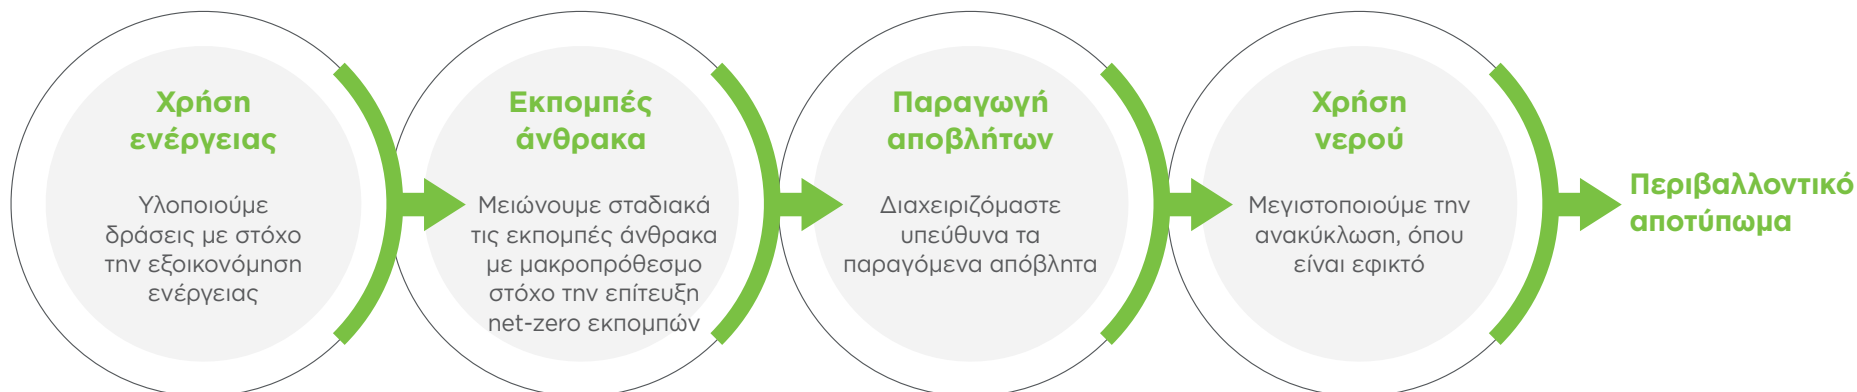 Χρήση
ενέργειας
Υλοποιούμε
δράσεις με στόχο
την εξοικονόμηση
ενέργειας
Εκπομπές
άνθρακα
Μειώνουμε σταδιακά
τις εκπομπές άνθρακα
με μακροπρόθεσμο
στόχο την επίτευξη
net-zero εκπομπών
Παραγωγή
αποβλήτων
Διαχειριζόμαστε
υπεύθυνα τα
παραγόμενα απόβλητα
Χρήση
νερού
Μεγιστοποιούμε την
ανακύκλωση, όπου
είναι εφικτό
Περιβαλλοντικό
αποτύπωμα